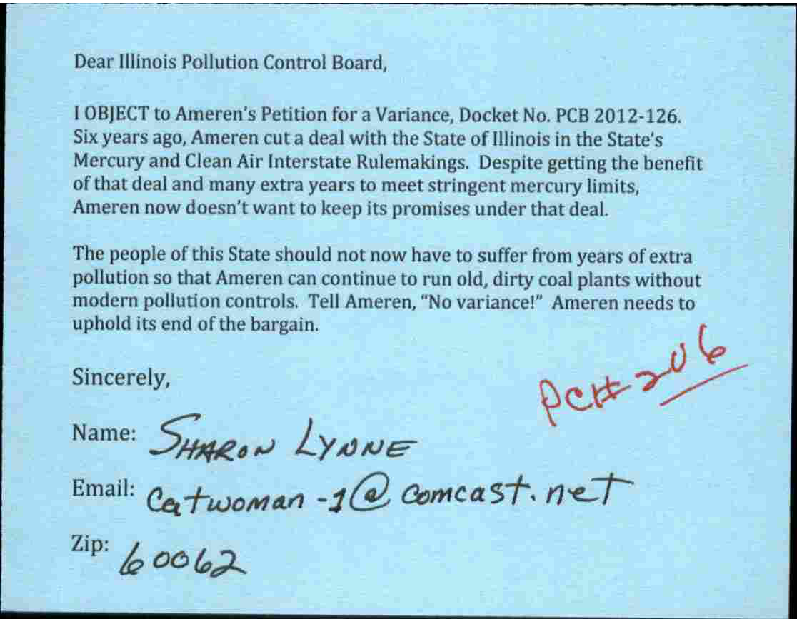 Dear Illinois Pollution Control Board,
I OBJECT to Ameren's Petition for a Variance, Docket No. PCB 2012-126.
Six years ago, Ameren cut a deal with the State of Illinois in the State's
Mercury and Clean Air Interstate Rulemakings. Despite getting the benefit
of that deal and many extra years to meet stringent mercury limits,
Ameren now doesn't want to keep its promises under that deal.
The people of this State should not now have to suffer from years of extra
pollution so that Ameren can continue to run old, dirty coal plants without
modern pollution controls. Tell Ameren, "No variance!" Ameren needs to
uphold its end of the bargain.
PC# 206
Sincerely,
Name: SHARON LYNNE
Email: Catwoman-1@comcast.net
Zip: 60062